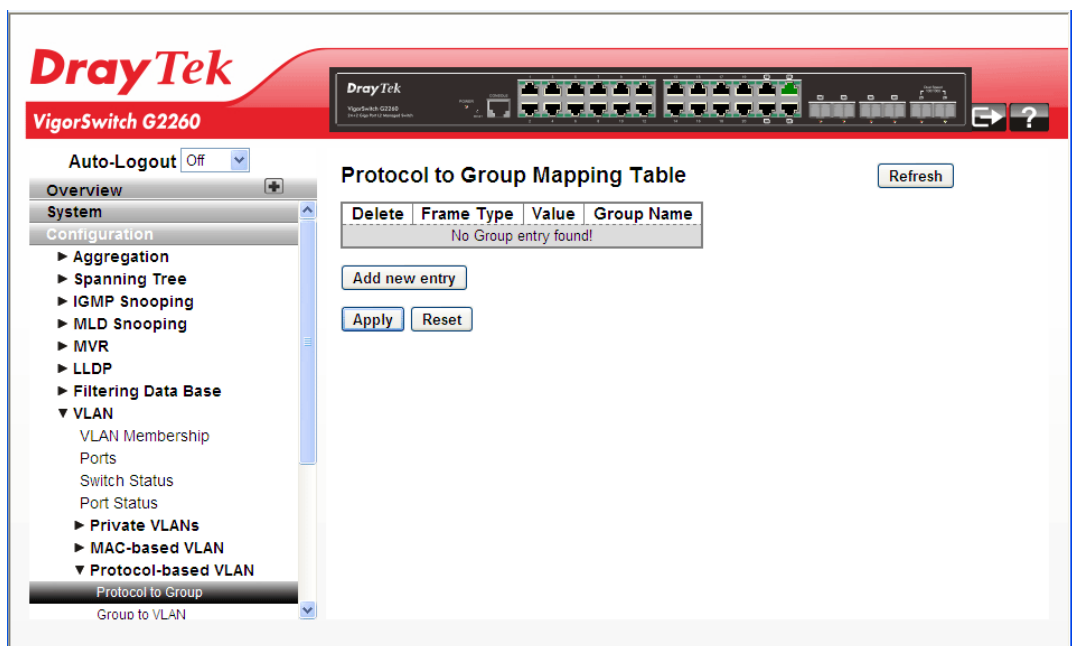 DrayTek
VigorSwitch G2260
DrayTek
VigorSwitch G2260
CONSOLE
Auto-Logout Off
Overview
System
Configuration
Aggregation
Spanning Tree
IGMP Snooping
MLD Snooping
MVR
LLDP
Filtering Data Base
VLAN
VLAN Membership
Ports
Switch Status
Port Status
Private VLANs
MAC-based VLAN
Protocol-based VLAN
Protocol to Group
Group to VLAN
Protocol to Group Mapping Table
Refresh
Delete Frame Type Value Group Name
No Group entry found!
Add new entry
Apply Reset